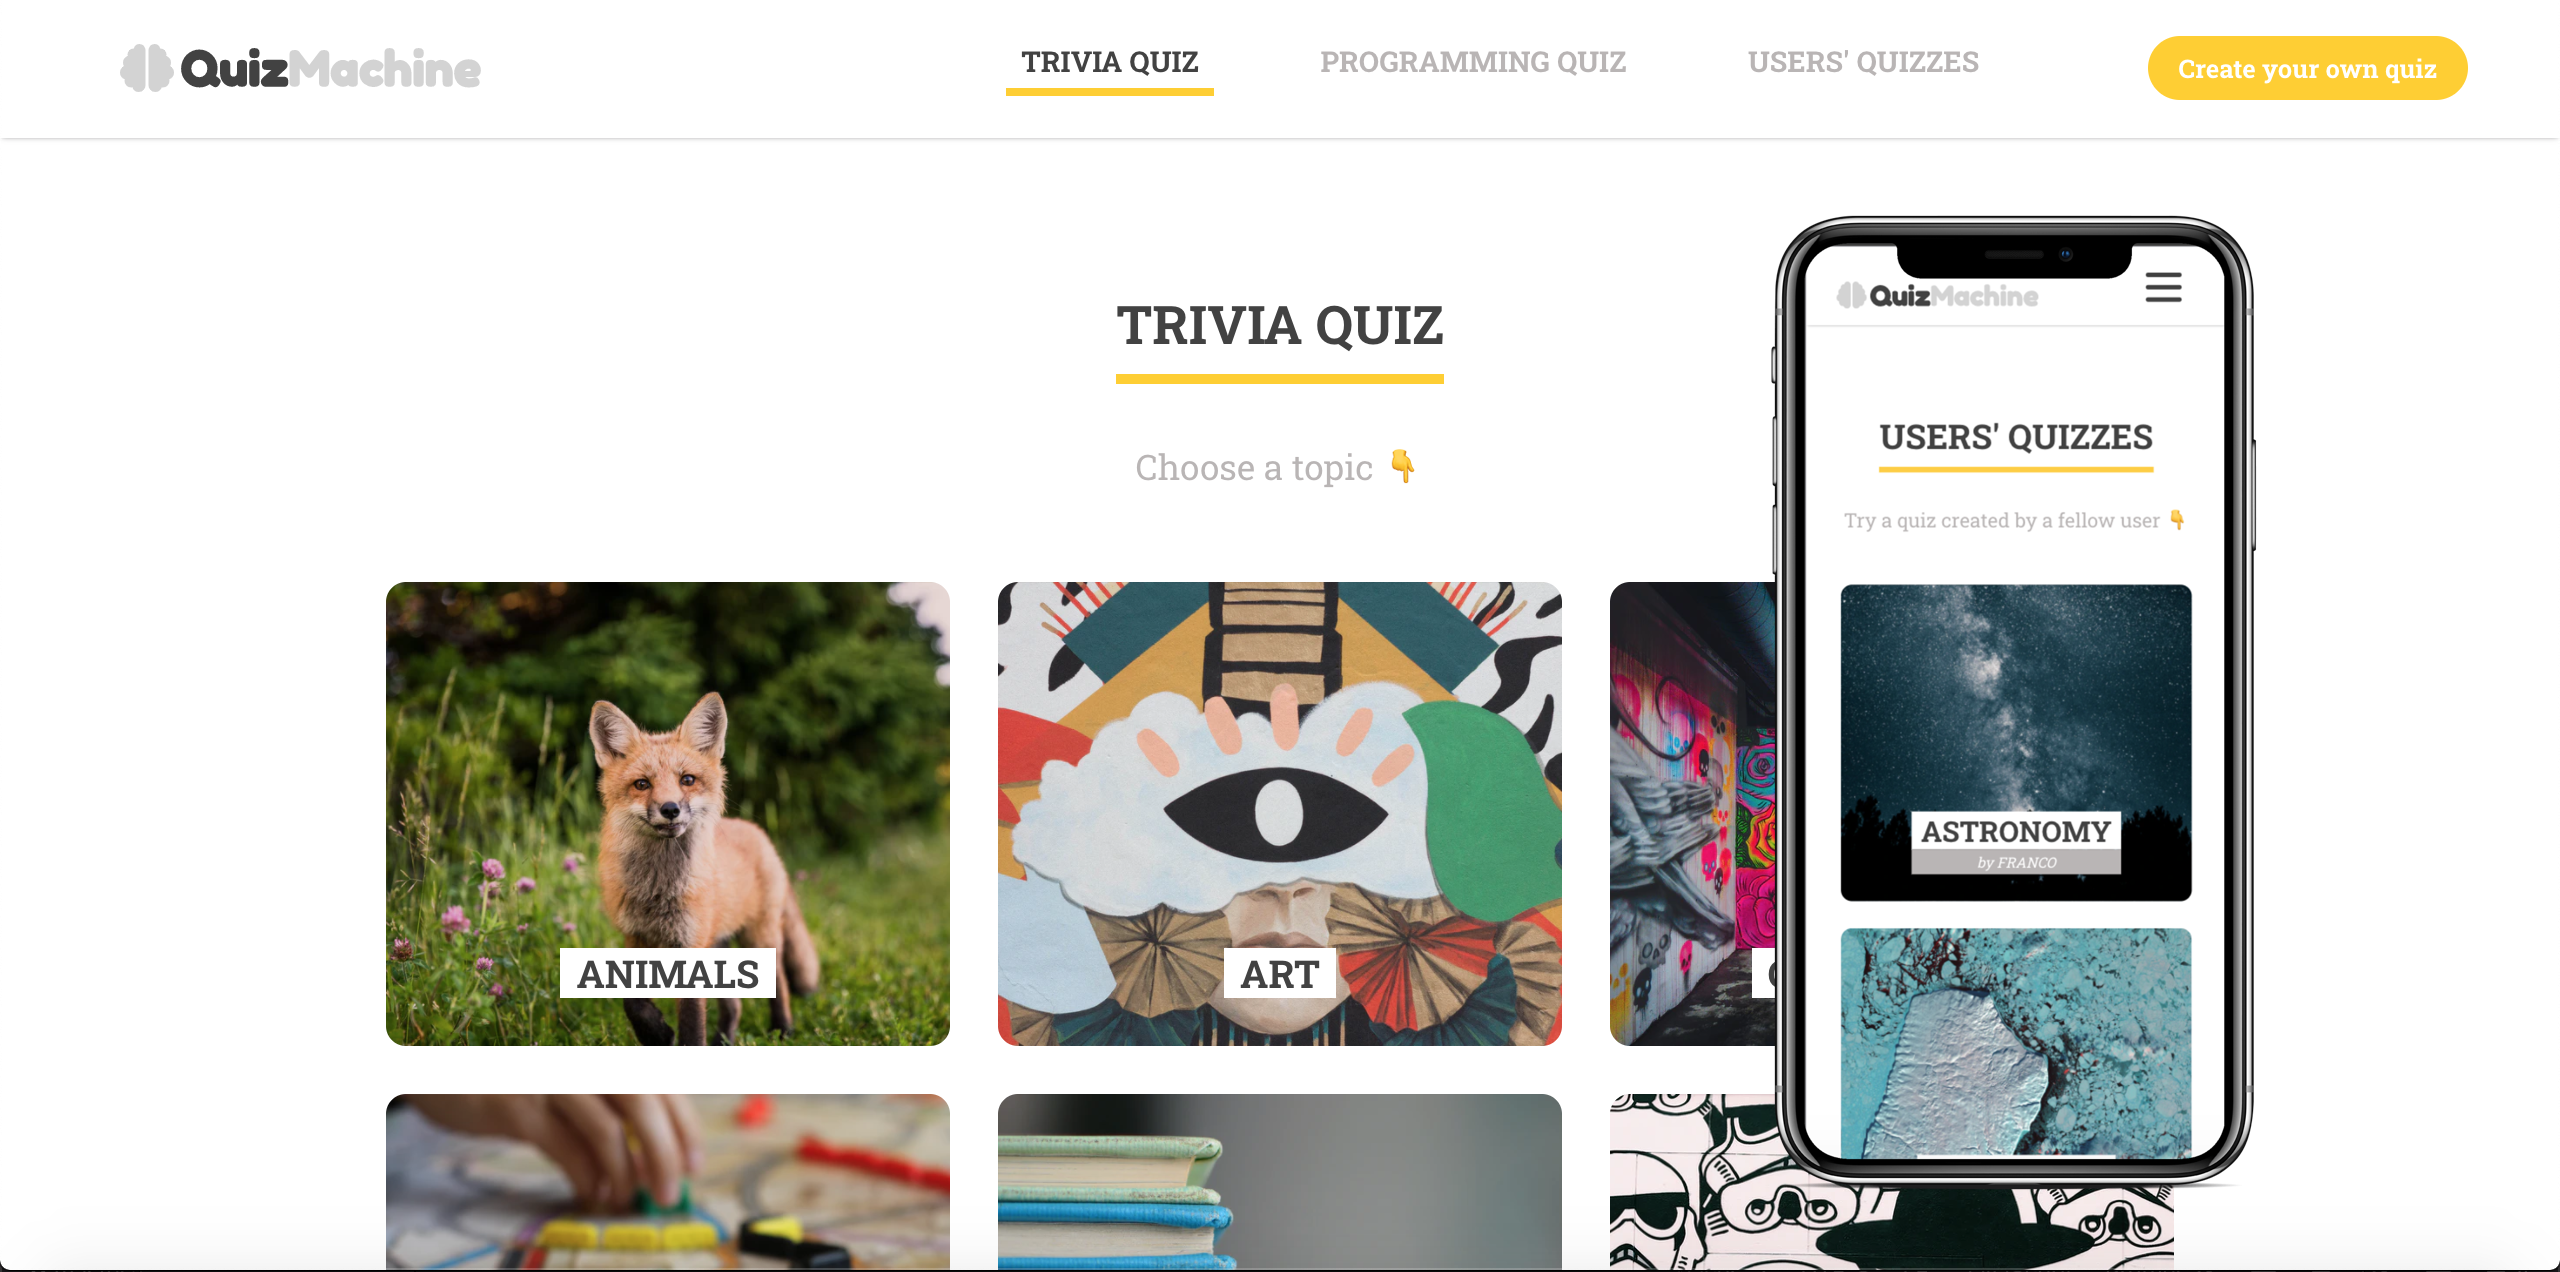 QuizMachine
TRIVIA QUIZ
PROGRAMMING QUIZ
USERS' QUIZZES
Create your own quiz
TRIVIA QUIZ
Choose a topic 👇
ANIMALS
ART
QuizMachine
USERS' QUIZZES
Try a quiz created by a fellow user 👇
ASTRONOMY
by FRANCO